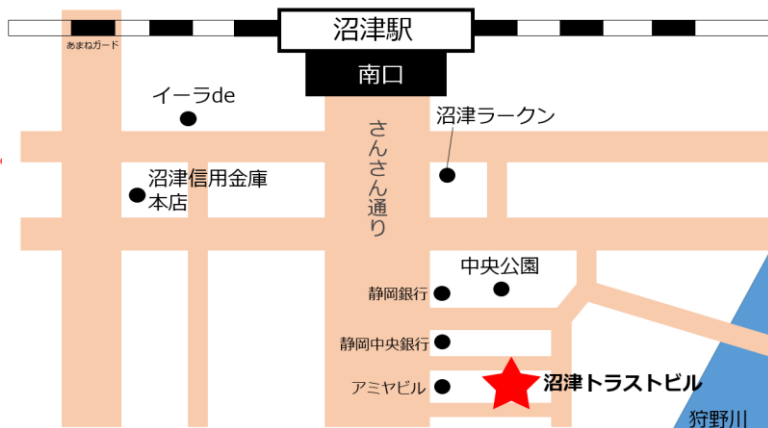 沼津駅
南口
あまねガード
イーラde
沼津ラークン
さんさん通り
沼津信用金庫
本店
中央公園
静岡銀行
静岡中央銀行
アミヤビル
沼津トラストビル
狩野川